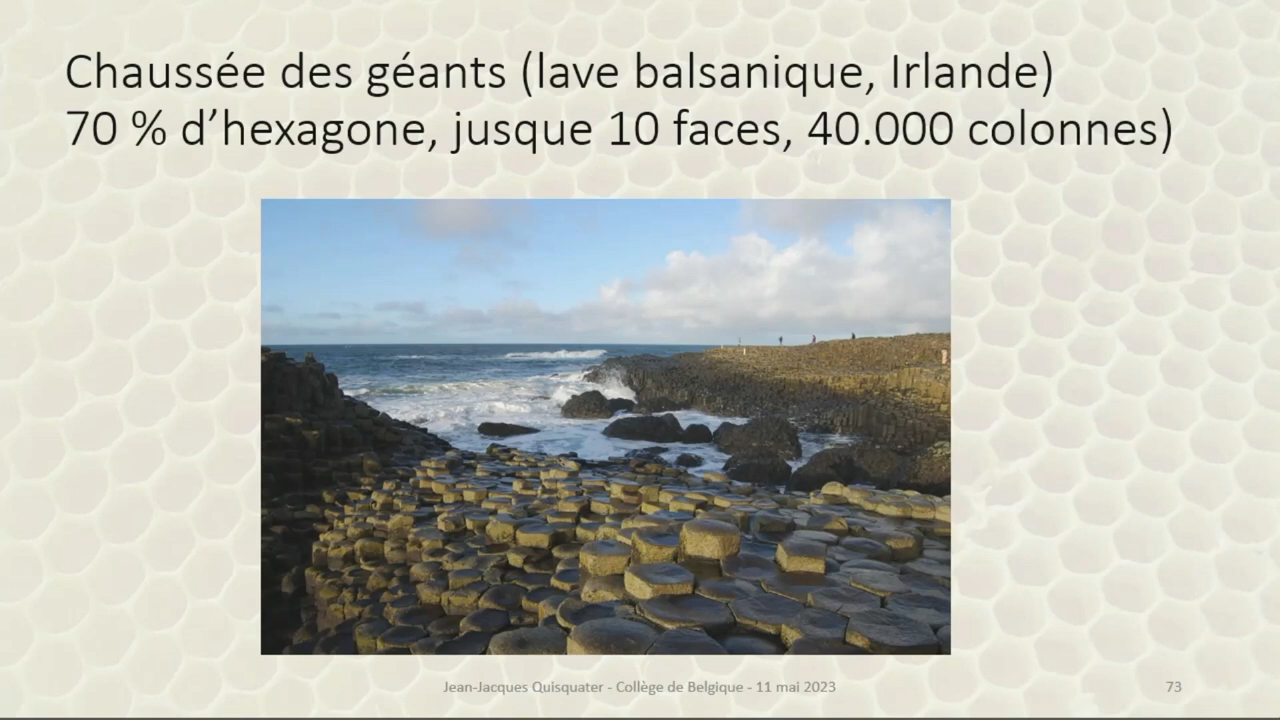 Chaussée des géants (lave balsanique, Irlande)
70 % d’hexagone, jusque 10 faces, 40.000 colonnes)
Jean-Jacques Quisquater - Collège de Belgique - 11 mai 2023
73